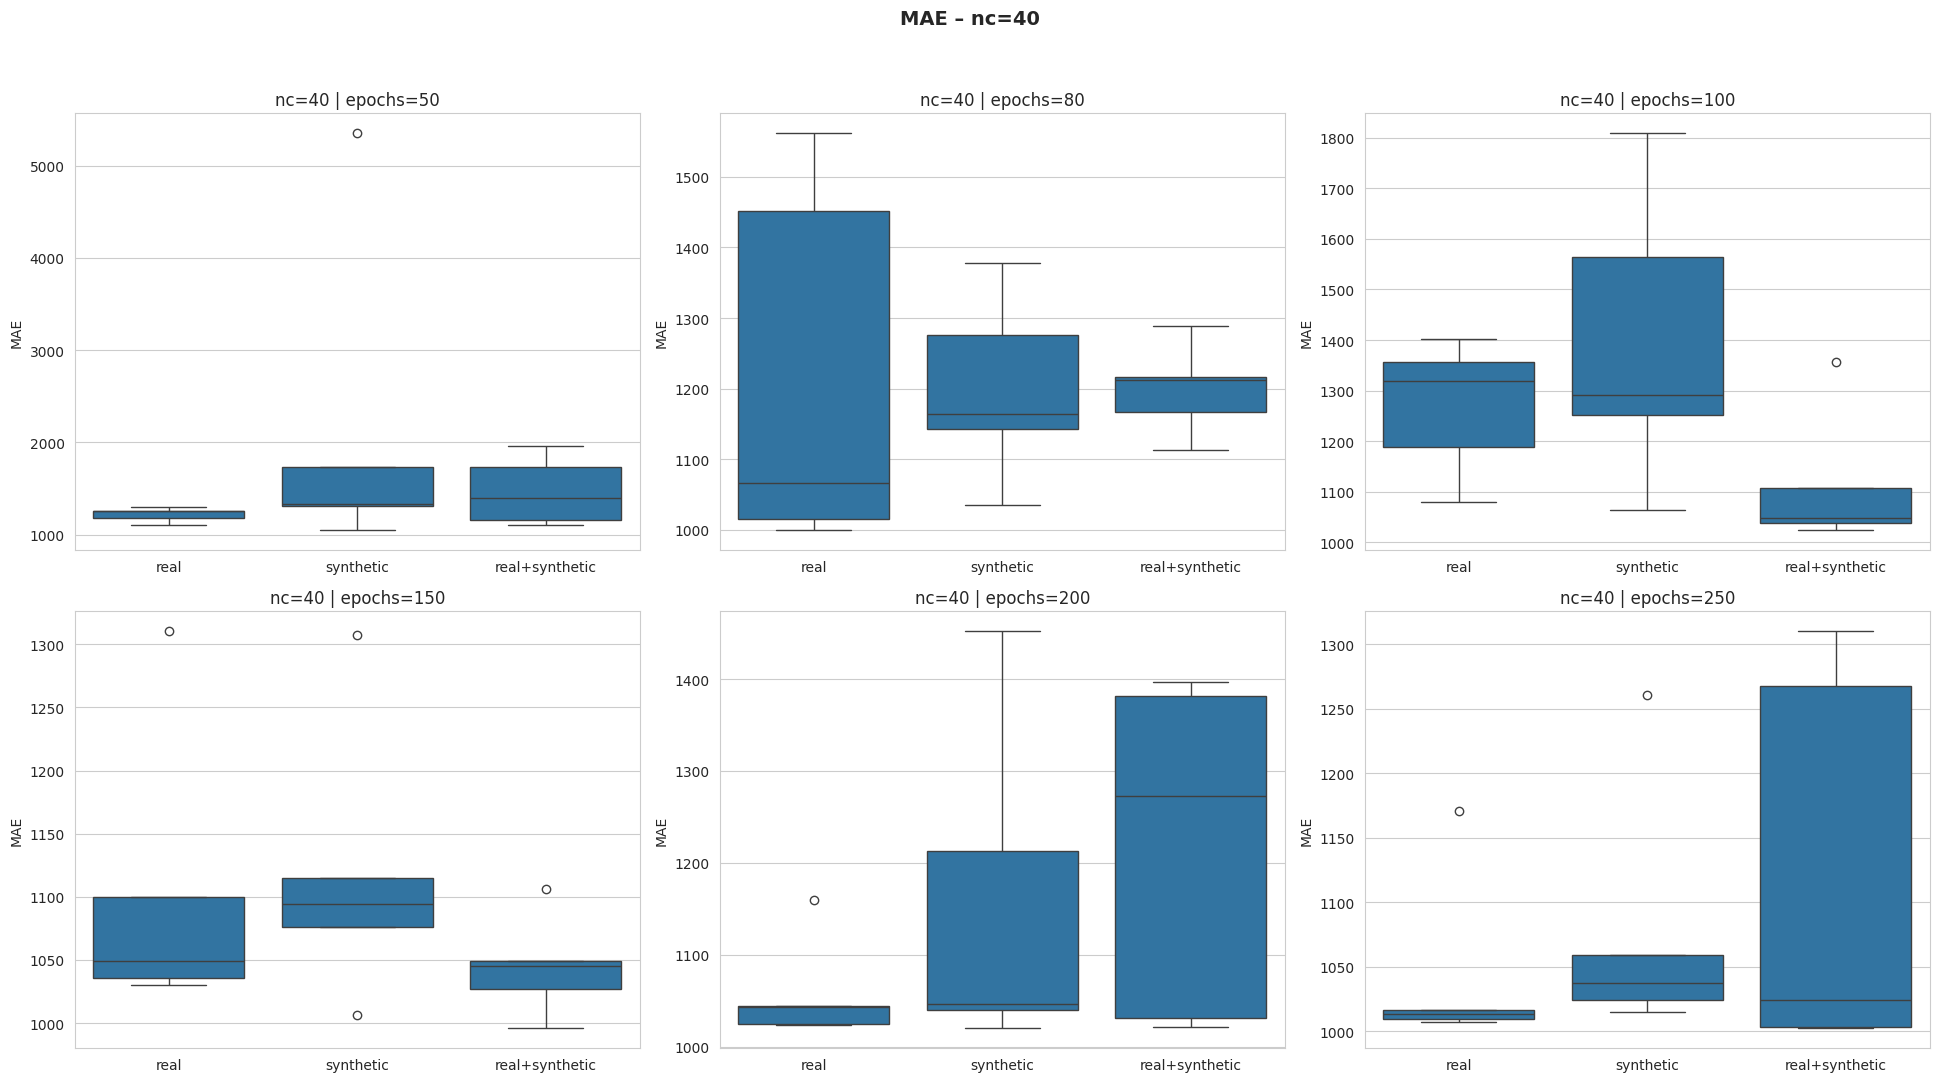 MAE – nc=40
nc=40 | epochs=50
MAE
5000
4000
3000
2000
1000
real synthetic real+synthetic
nc=40 | epochs=80
MAE
1500
1400
1300
1200
1100
1000
real synthetic real+synthetic
nc=40 | epochs=100
MAE
1800
1700
1600
1500
1400
1300
1200
1100
1000
real synthetic real+synthetic
nc=40 | epochs=150
MAE
1300
1250
1200
1150
1100
1050
1000
real synthetic real+synthetic
nc=40 | epochs=200
MAE
1400
1300
1200
1100
1000
real synthetic real+synthetic
nc=40 | epochs=250
MAE
1300
1250
1200
1150
1100
1050
1000
real synthetic real+synthetic